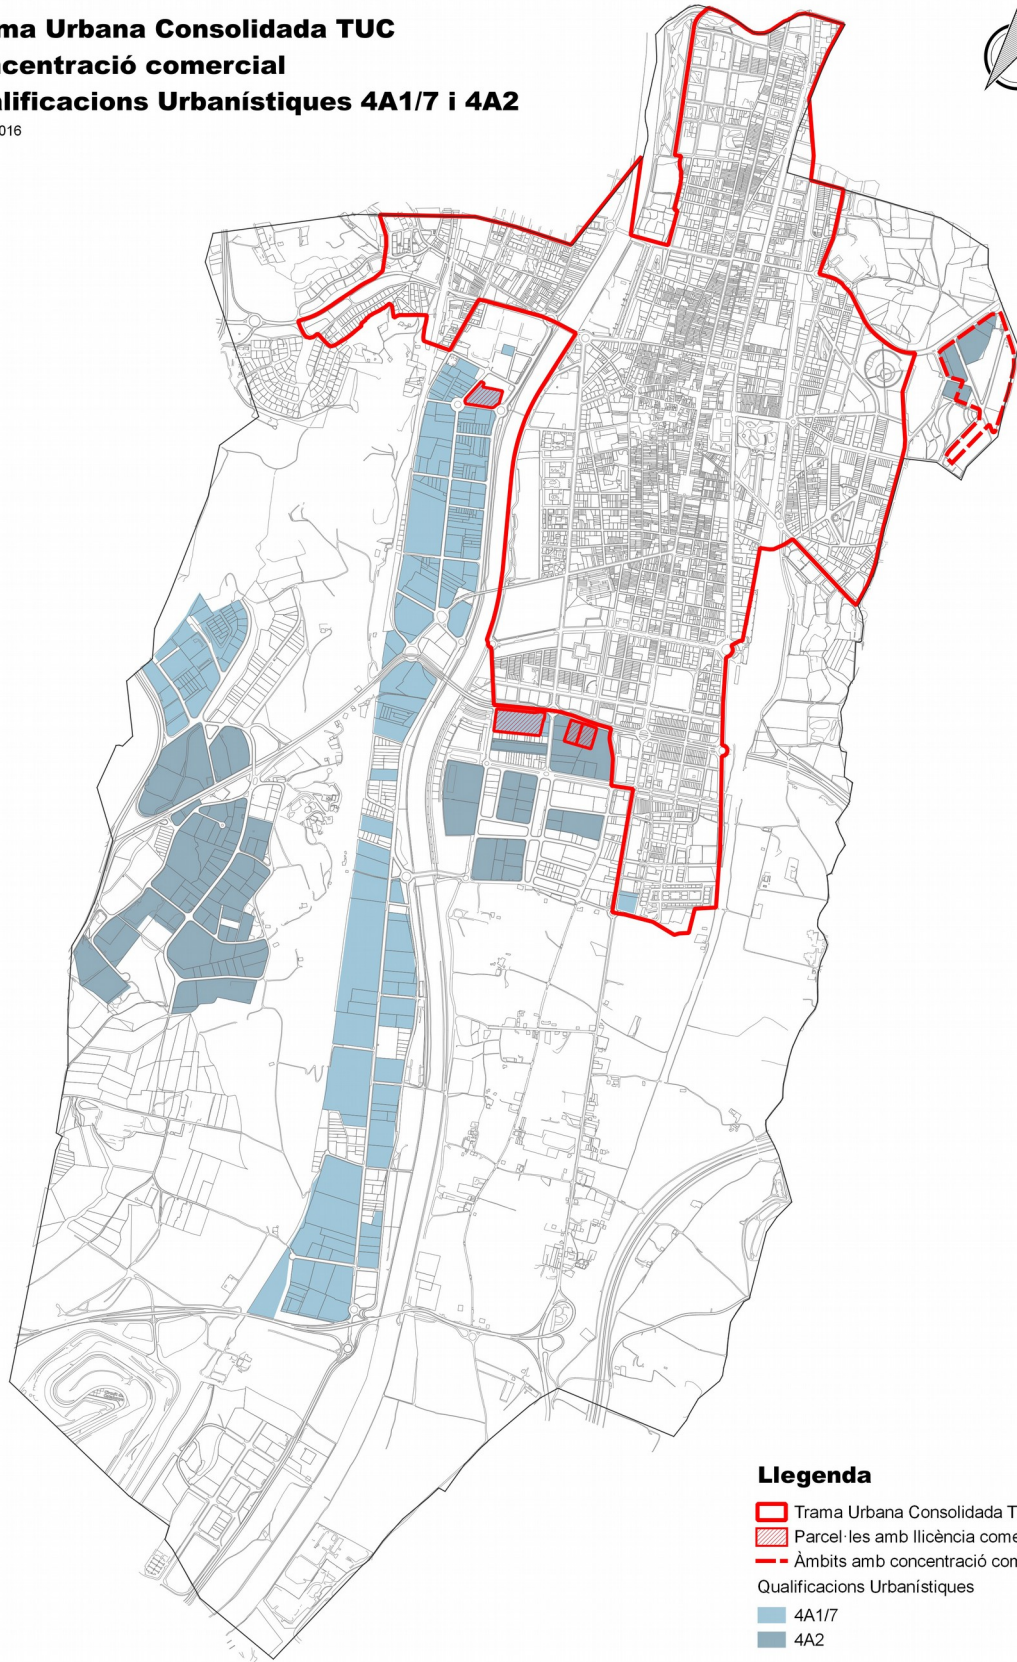 ma Urbana Consolidada TUC
ncentració comercial
alificacions Urbanístiques 4A1/7 i 4A2
016
Llegenda
Trama Urbana Consolidada T
Parcel·les amb llicència come
Àmbits amb concentració con
Qualificacions Urbanístiques
4A1/7
4A2